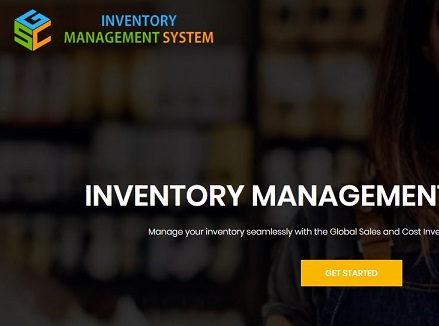 GSC
INVENTORY
MANAGEMENT SYSTEM
INVENTORY MANAGEMENT
Manage your inventory seamlessly with the Global Sales and Cost Inve
GET STARTED